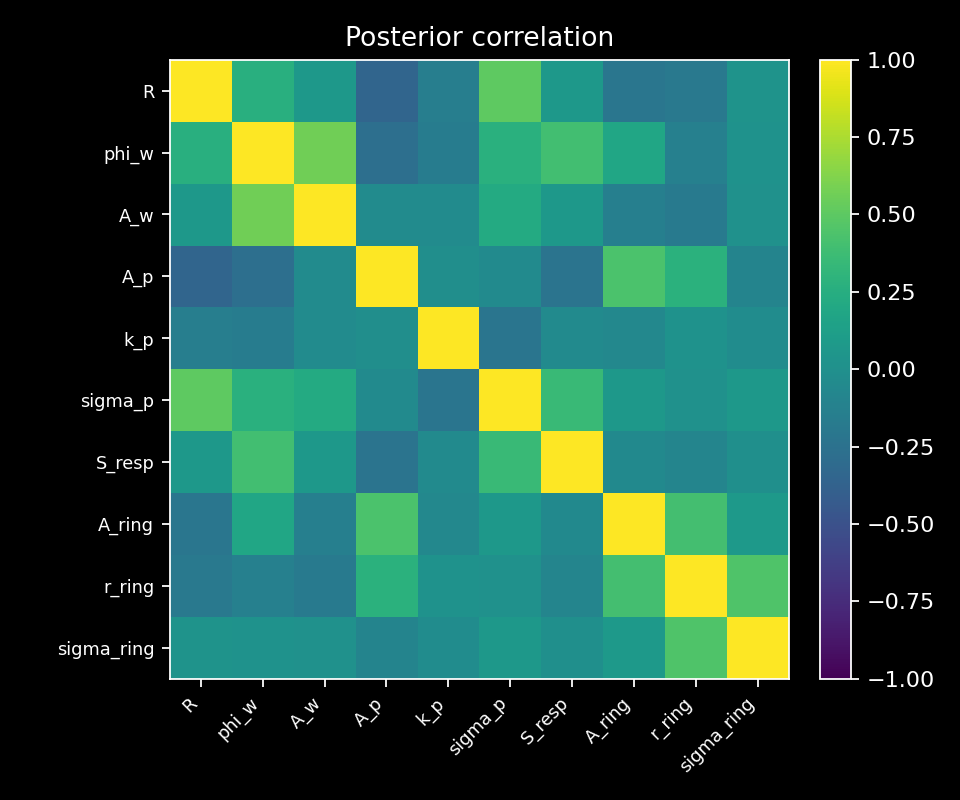 Posterior correlation
R
phi_w
A_w
A_p
k_p
sigma_p
S_resp
A_ring
r_ring
sigma_ring
R
phi_w
A_w
A_p
k_p
sigma_p
S_resp
A_ring
r_ring
sigma_ring
1.00
0.75
0.50
0.25
0.00
−0.25
−0.50
−0.75
−1.00